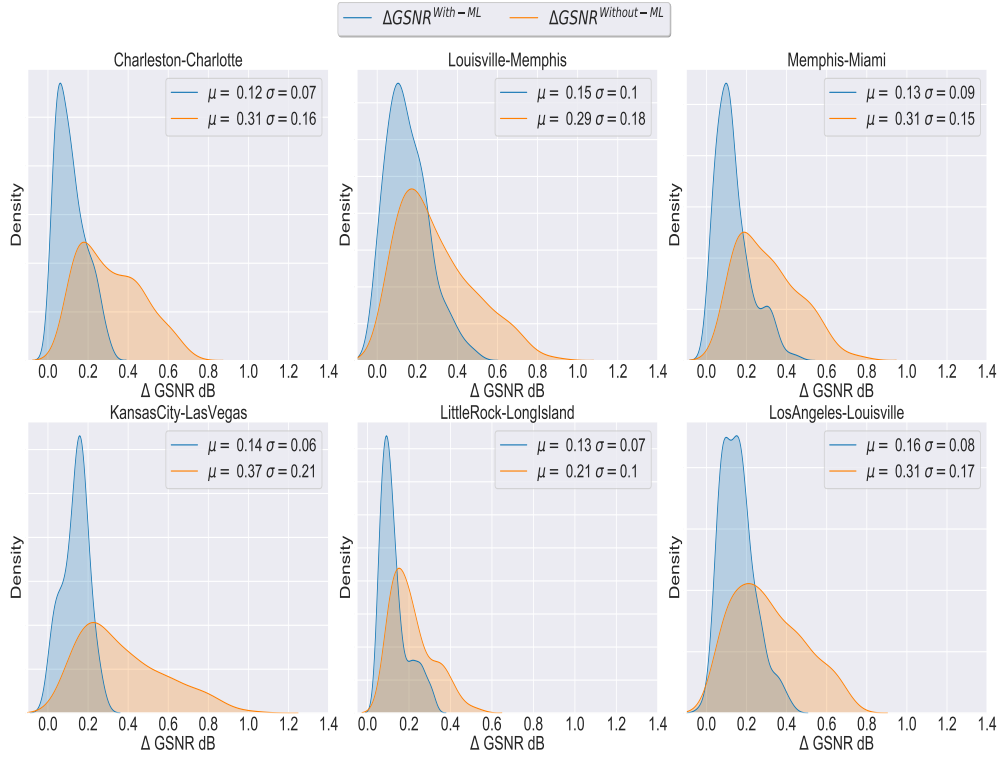 ΔGSNR^{With−ML} ΔGSNR^{Without−ML}
Charleston-Charlotte
μ = 0.12 σ = 0.07
μ = 0.31 σ = 0.16
Density
0.0 0.2 0.4 0.6 0.8 1.0 1.2 1.4
Δ GSNR dB
Louisville-Memphis
μ = 0.15 σ = 0.1
μ = 0.29 σ = 0.18
Density
0.0 0.2 0.4 0.6 0.8 1.0 1.2 1.4
Δ GSNR dB
Memphis-Miami
μ = 0.13 σ = 0.09
μ = 0.31 σ = 0.15
Density
0.0 0.2 0.4 0.6 0.8 1.0 1.2 1.4
Δ GSNR dB
KansasCity-LasVegas
μ = 0.14 σ = 0.06
μ = 0.37 σ = 0.21
Density
0.0 0.2 0.4 0.6 0.8 1.0 1.2 1.4
Δ GSNR dB
LittleRock-LongIsland
μ = 0.13 σ = 0.07
μ = 0.21 σ = 0.1
Density
0.0 0.2 0.4 0.6 0.8 1.0 1.2 1.4
Δ GSNR dB
LosAngeles-Louisville
μ = 0.16 σ = 0.08
μ = 0.31 σ = 0.17
Density
0.0 0.2 0.4 0.6 0.8 1.0 1.2 1.4
Δ GSNR dB